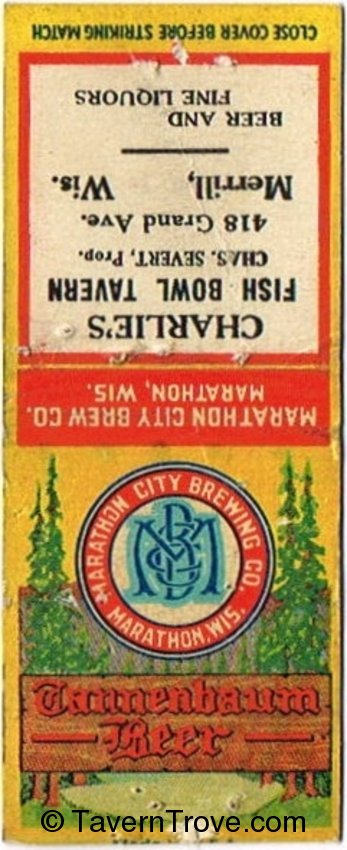 CLOSE COVER BEFORE STRIKING MATCH
CHARLIE'S
FISH BOWL TAVERN
CHAS. SEVERT, Prop.
418 Grand Ave.
Merrill, Wis.
BEER AND
FINE LIQUORS
MARATHON CITY BREW CO.
MARATHON, WIS.
MARATHON CITY BREWING CO.
MARATHON, WIS.
MCBCo
Tannenbaum
Beer
© TavernTrove.com